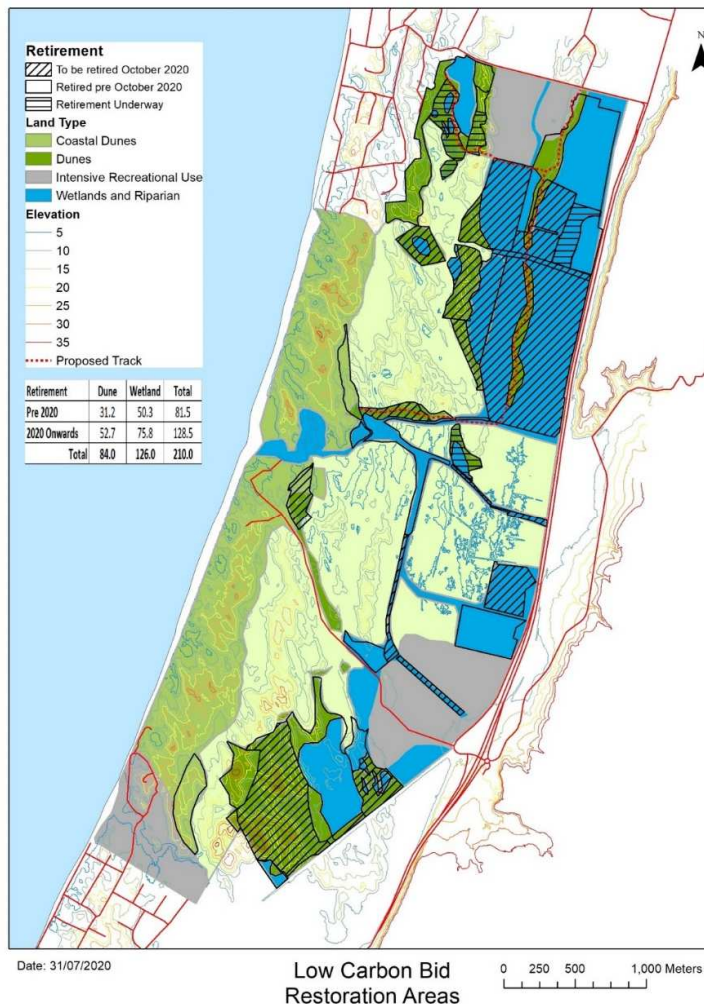 N
Retirement
To be retired October 2020
Retired pre October 2020
Retirement Underway
Land Type
Coastal Dunes
Dunes
Intensive Recreational Use
Wetlands and Riparian
Elevation
5
10
15
20
25
30
35
Proposed Track
Retirement Dune Wetland Total
Pre 2020 31.2 50.3 81.5
2020 Onwards 52.7 75.8 128.5
Total 84.0 126.0 210.0
Date: 31/07/2020
Low Carbon Bid
Restoration Areas
0 250 500 1,000 Meters